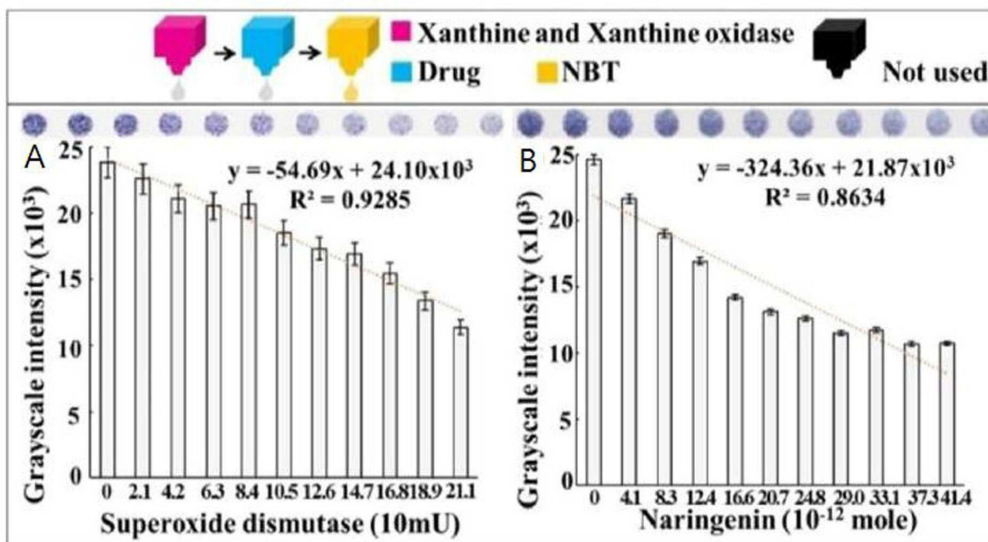 Xanthine and Xanthine oxidase
Drug NBT Not used
A
y = -54.69x + 24.10x10³
R² = 0.9285
Grayscale intensity (x10³)
25
20
15
10
5
0
0 2.1 4.2 6.3 8.4 10.5 12.6 14.7 16.8 18.9 21.1
Superoxide dismutase (10mU)
B
y = -324.36x + 21.87x10³
R² = 0.8634
Grayscale intensity (x10³)
25
20
15
10
5
0
0 4.1 8.3 12.4 16.6 20.7 24.8 29.0 33.1 37.3 41.4
Naringenin (10⁻¹² mole)